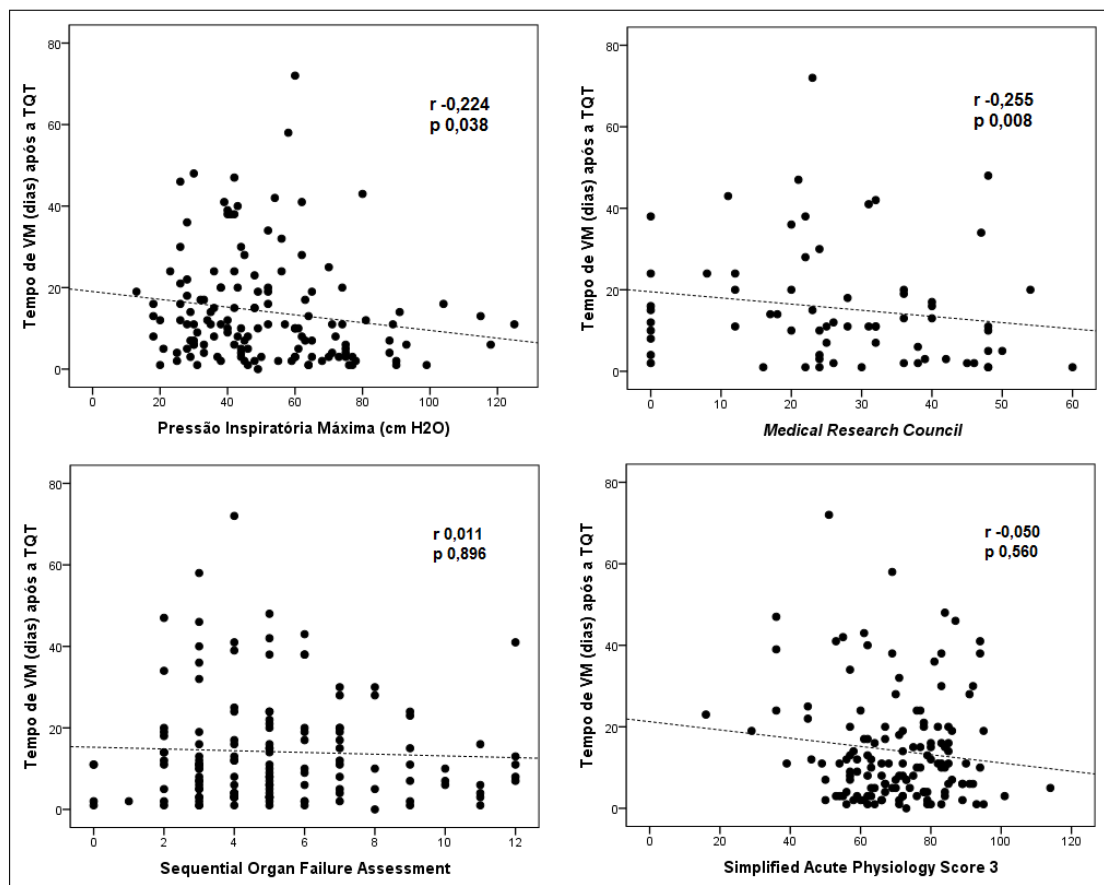 Tempo de VM (dias) após a TQT
80
60
40
20
0
r -0,224
p 0,038
0 20 40 60 80 100 120
Pressão Inspiratória Máxima (cm H2O)
Tempo de VM (dias) após a TQT
80
60
40
20
0
r -0,255
p 0,008
0 10 20 30 40 50 60
Medical Research Council
Tempo de VM (dias) após a TQT
80
60
40
20
0
r 0,011
p 0,896
0 2 4 6 8 10 12
Sequential Organ Failure Assessment
Tempo de VM (dias) após a TQT
80
60
40
20
0
r -0,050
p 0,560
0 20 40 60 80 100 120
Simplified Acute Physiology Score 3